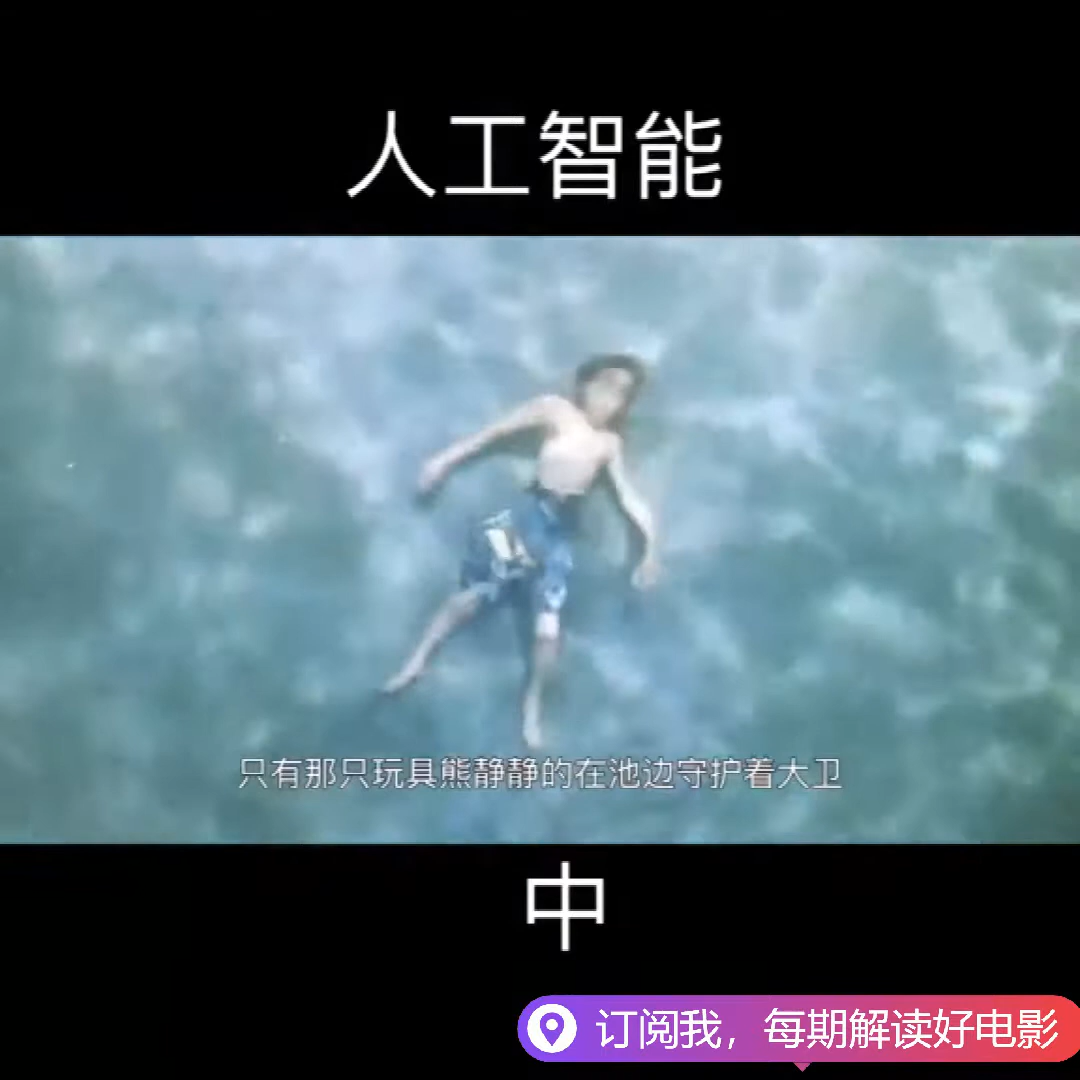 人工智能
只有那只玩具熊静静的在池边守护着大卫
中
订阅我，每期解读好电影